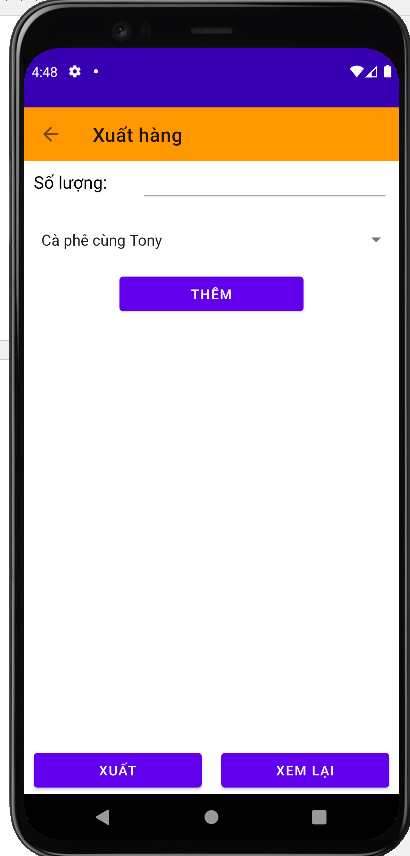 4:48
Xuất hàng
Số lượng:
Cà phê cùng Tony
THÊM
XUẤT
XEM LẠI